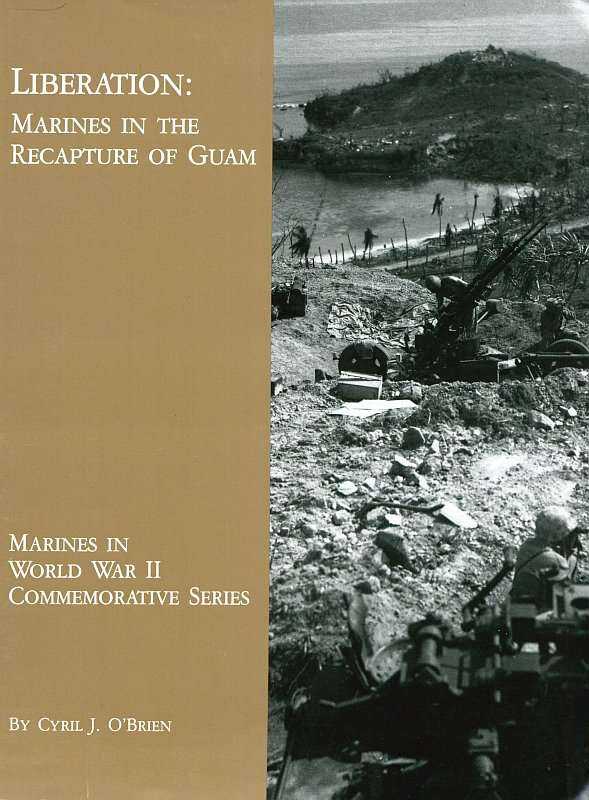 LIBERATION:
MARINES IN THE
RECAPTURE OF GUAM
MARINES IN
WORLD WAR II
COMMEMORATIVE SERIES
BY CYRIL J. O'BRIEN